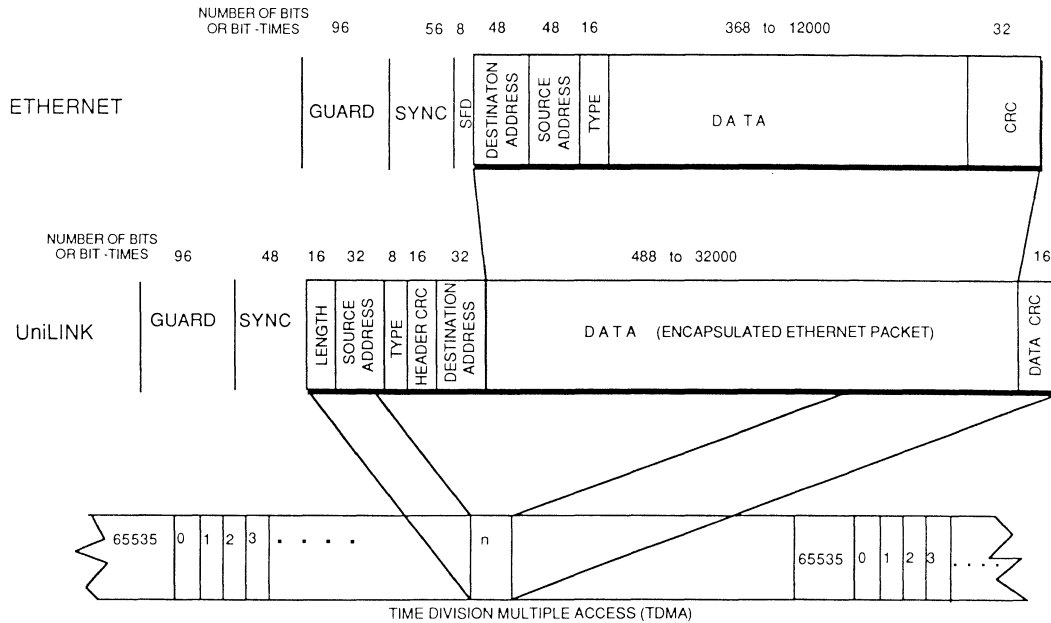 NUMBER OF BITS
OR BIT -TIMES 96 56 8 48 48 16 368 to 12000 32
ETHERNET GUARD SYNC SFD DESTINATON ADDRESS SOURCE ADDRESS TYPE DATA CRC
NUMBER OF BITS
OR BIT -TIMES 96 48 16 32 8 16 32 488 to 32000 16
UniLINK GUARD SYNC LENGTH SOURCE ADDRESS TYPE HEADER CRC DESTINATION ADDRESS DATA (ENCAPSULATED ETHERNET PACKET) DATA CRC
65535 0 1 2 3 . . . . n 65535 0 1 2 3 . . . .
TIME DIVISION MULTIPLE ACCESS (TDMA)